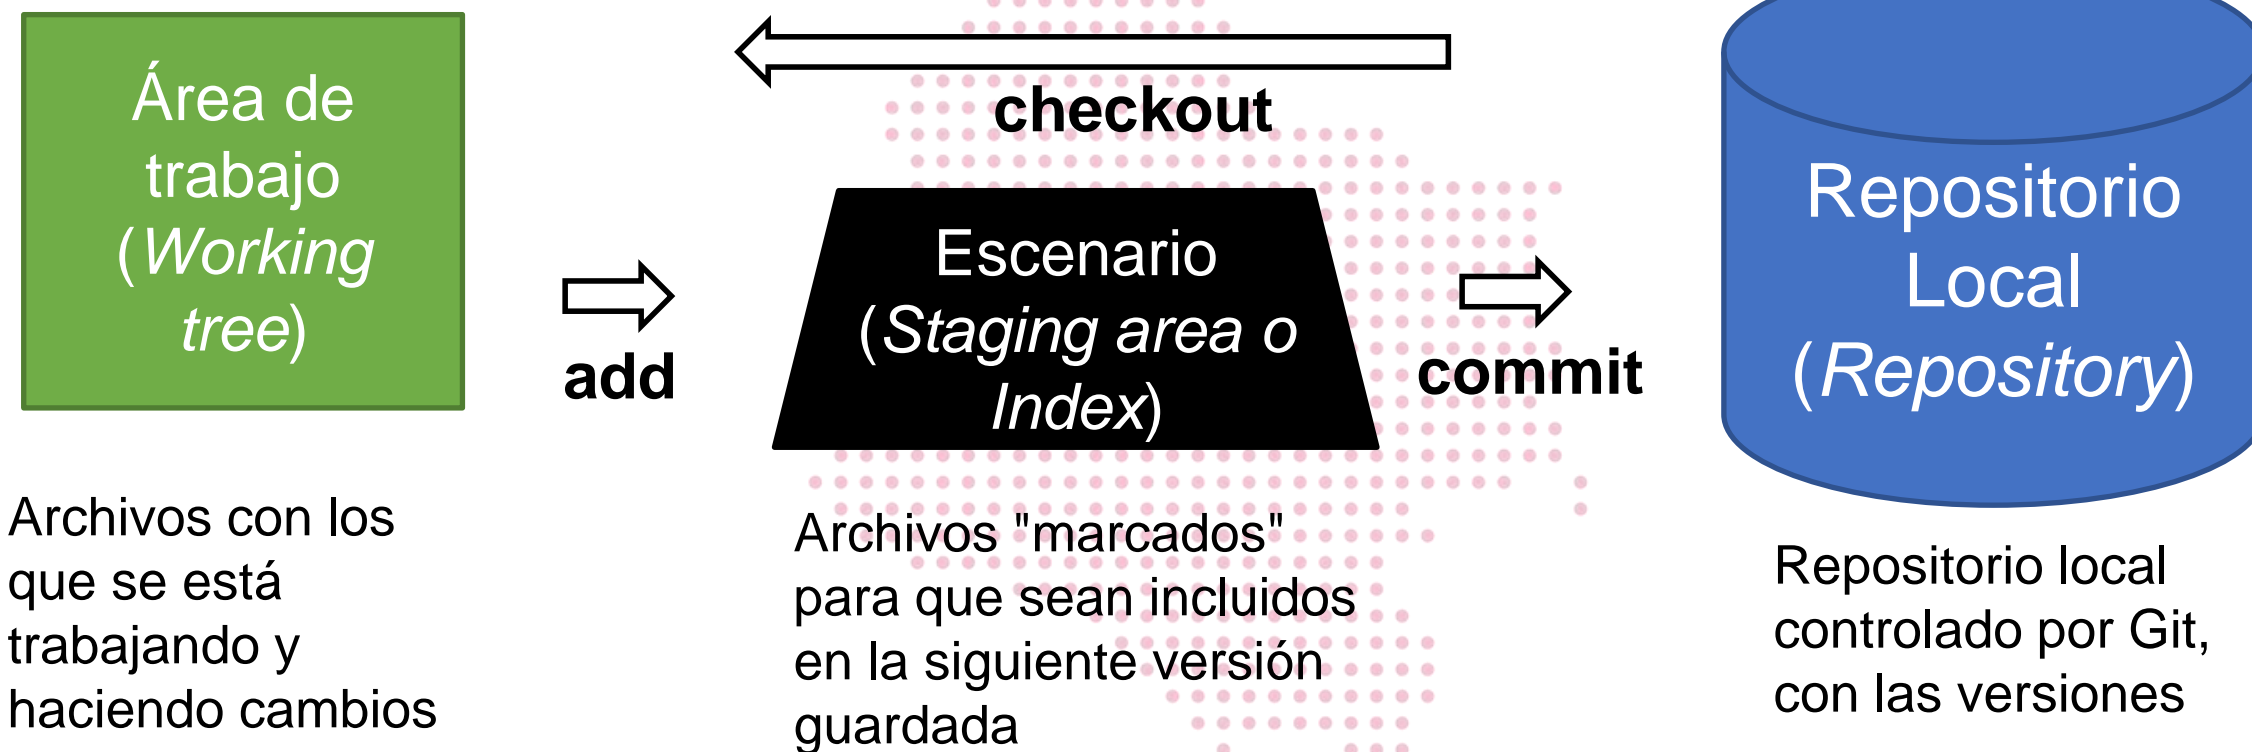 Área de
trabajo
(Working
tree)
add
checkout
Escenario
(Staging area o
Index)
commit
Repositorio
Local
(Repository)
Archivos con los
que se está
trabajando y
haciendo cambios
Archivos "marcados"
para que sean incluidos
en la siguiente versión
guardada
Repositorio local
controlado por Git,
con las versiones